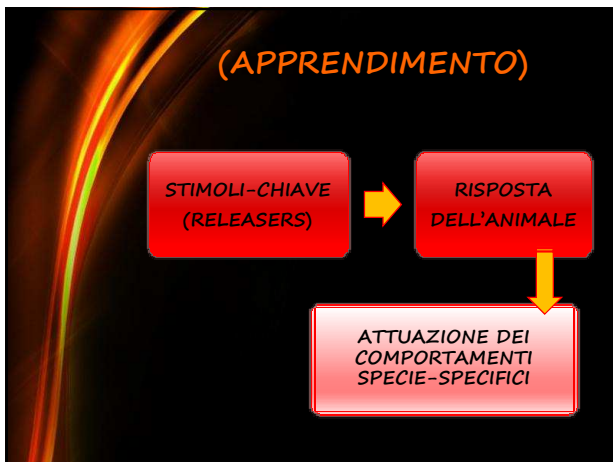 (APPRENDIMENTO)
STIMOLI-CHIAVE
(RELEASERS)
RISPOSTA
DELL'ANIMALE
ATTUAZIONE DEI
COMPORTAMENTI
SPECIE-SPECIFICI